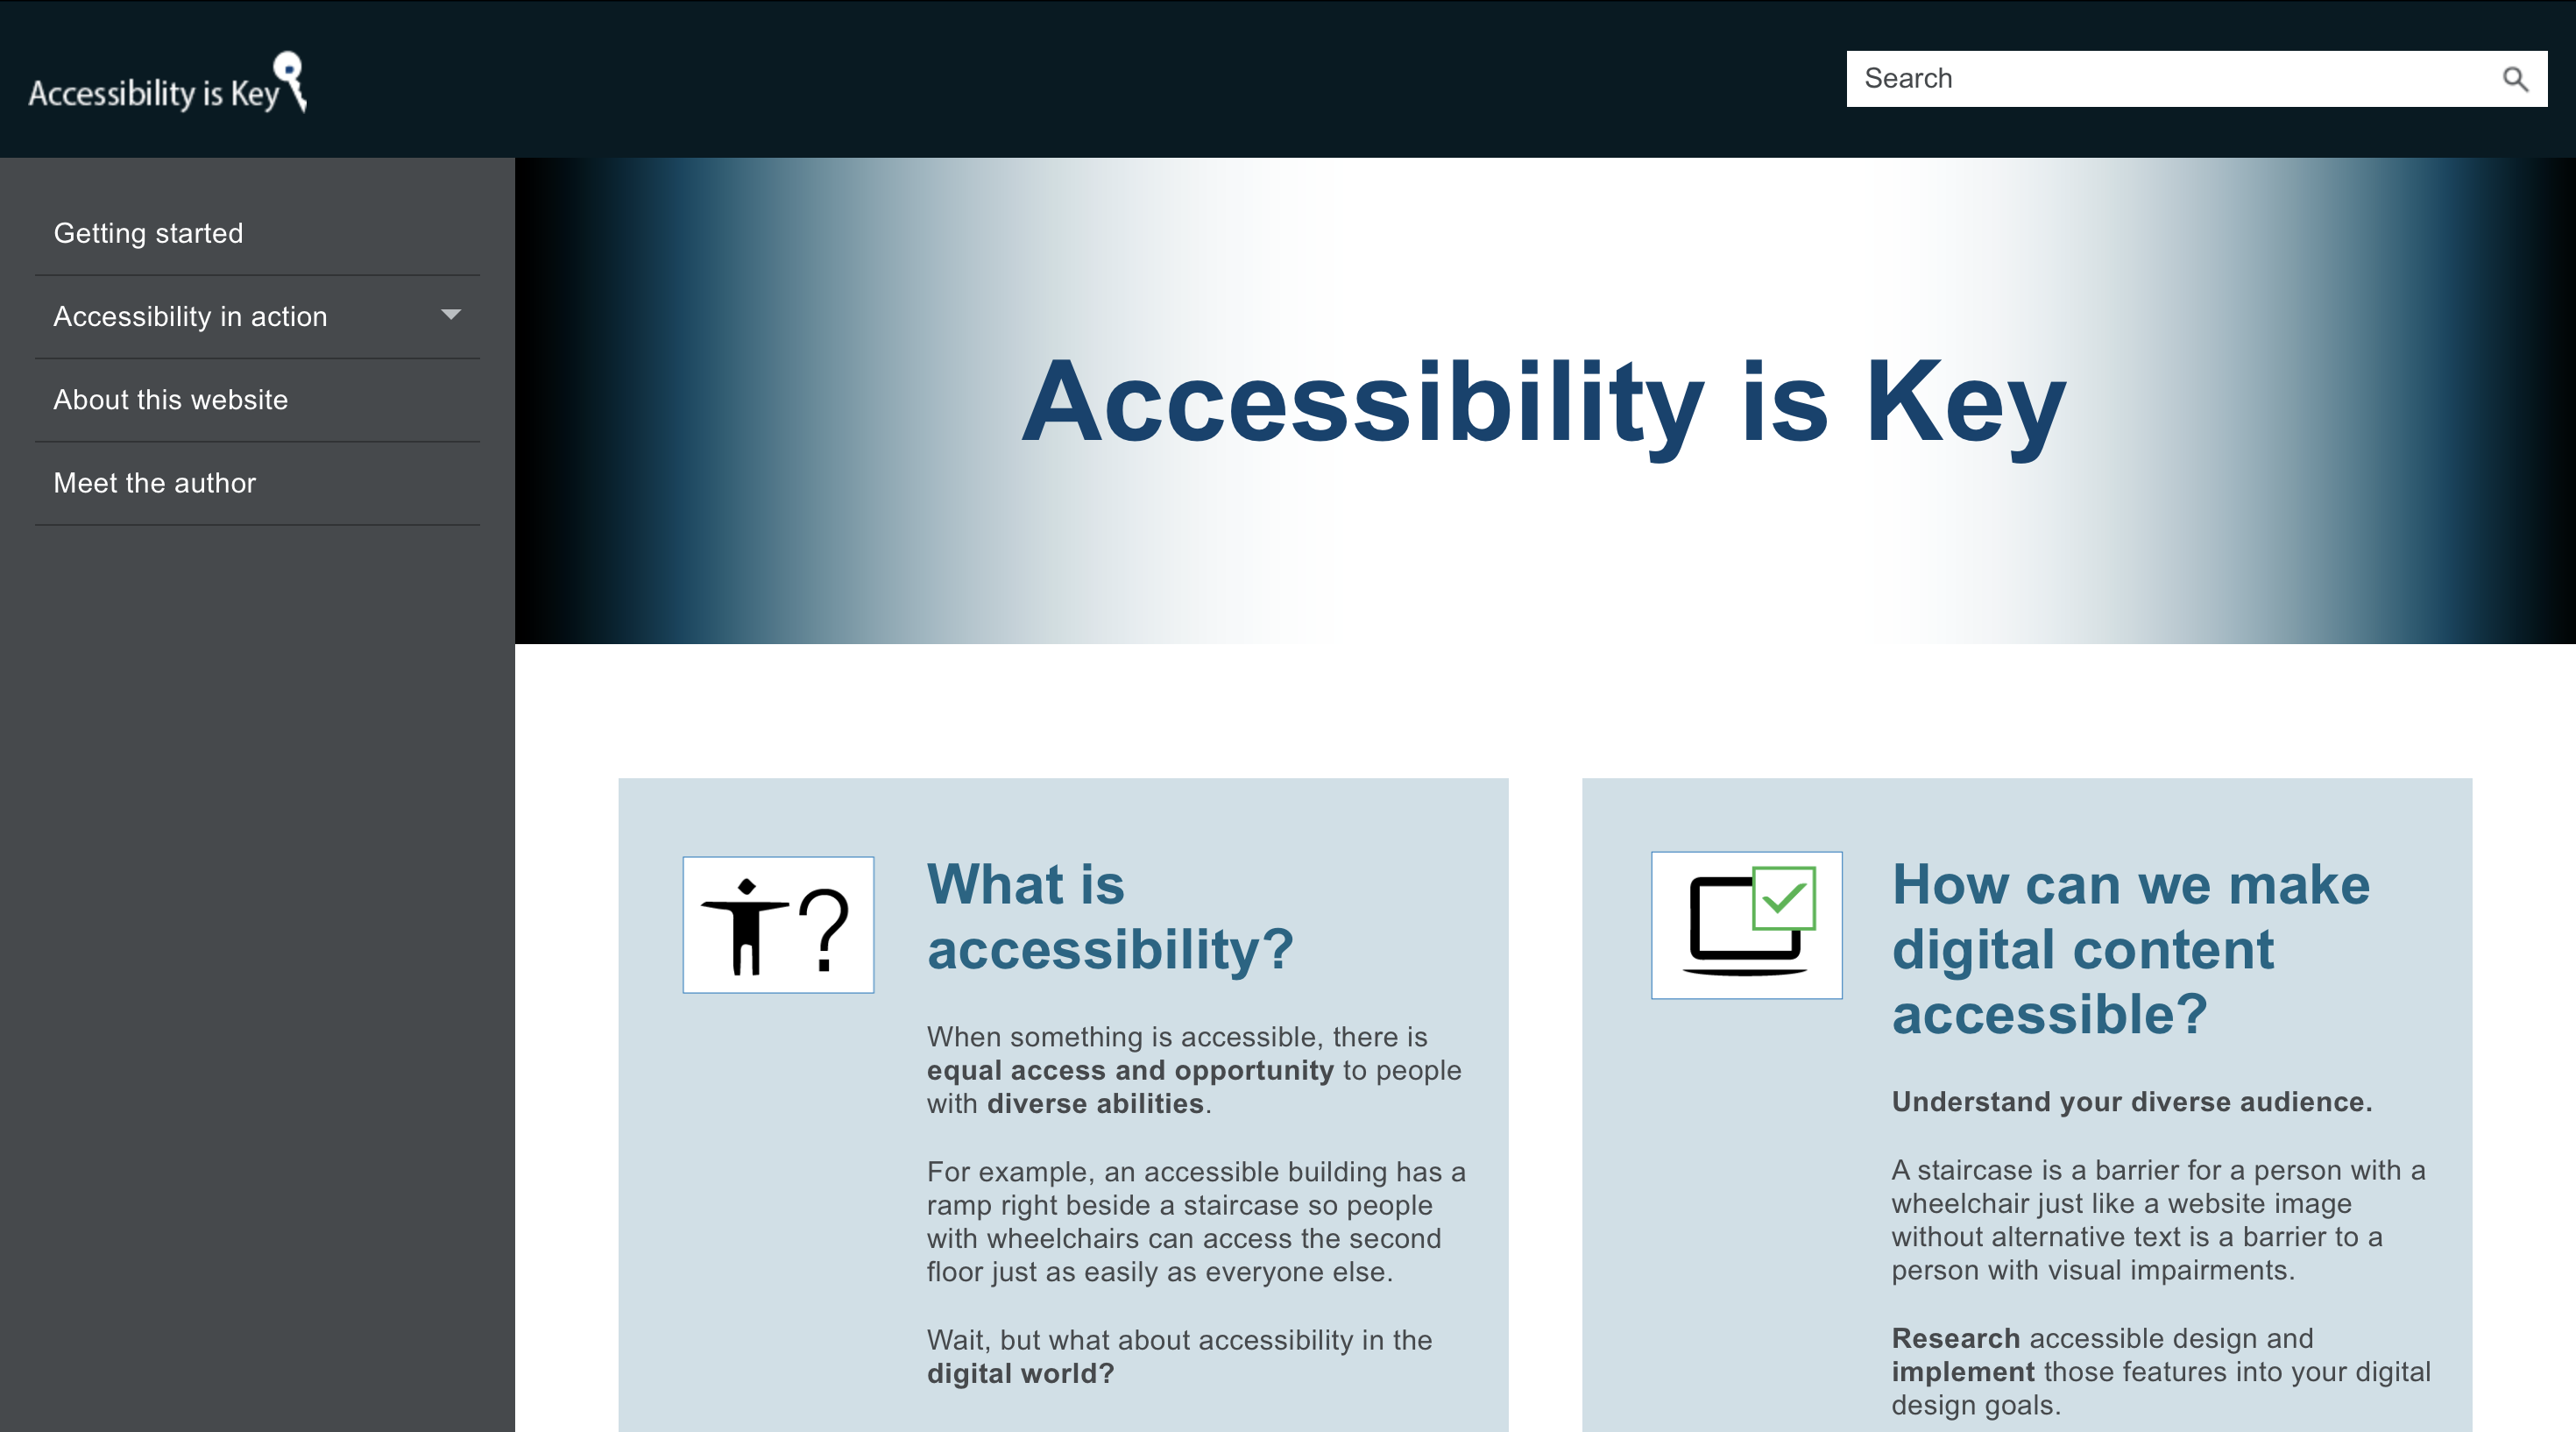 Accessibility is Key
Search
Getting started
Accessibility in action
About this website
Meet the author
Accessibility is Key
?
What is
accessibility?
When something is accessible, there is
equal access and opportunity to people
with diverse abilities.
For example, an accessible building has a
ramp right beside a staircase so people
with wheelchairs can access the second
floor just as easily as everyone else.
Wait, but what about accessibility in the
digital world?
How can we make
digital content
accessible?
Understand your diverse audience.
A staircase is a barrier for a person with a
wheelchair just like a website image
without alternative text is a barrier to a
person with visual impairments.
Research accessible design and
implement those features into your digital
design goals.